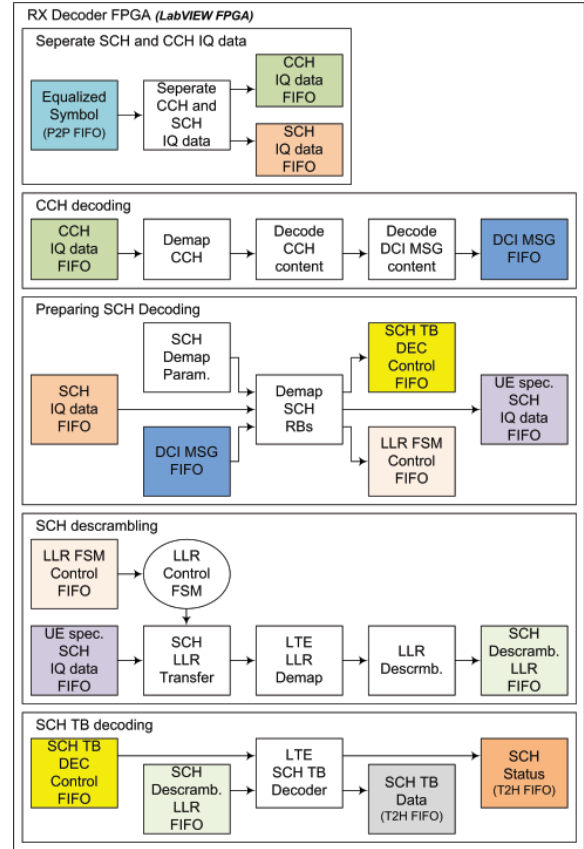 RX Decoder FPGA (LabVIEW FPGA)
Seperate SCH and CCH IQ data
Equalized
Symbol
(P2P FIFO)
Seperate
CCH and
SCH
IQ data
CCH
IQ data
FIFO
SCH
IQ data
FIFO
CCH decoding
CCH
IQ data
FIFO
Demap
CCH
Decode
CCH
content
Decode
DCI MSG
content
DCI MSG
FIFO
Preparing SCH Decoding
SCH
Demap
Param.
SCH TB
DEC
Control
FIFO
SCH
IQ data
FIFO
Demap
SCH
RBs
UE spec.
SCH
IQ data
FIFO
DCI MSG
FIFO
LLR FSM
Control
FIFO
SCH descrambling
LLR FSM
Control
FIFO
LLR
Control
FSM
UE spec.
SCH
IQ data
FIFO
SCH
LLR
Transfer
LTE
LLR
Demap
LLR
Descrmb.
SCH
Descramb.
LLR
FIFO
SCH TB decoding
SCH TB
DEC
Control
FIFO
SCH
Descramb.
LLR
FIFO
LTE
SCH TB
Decoder
SCH TB
Data
(T2H FIFO)
SCH
Status
(T2H FIFO)